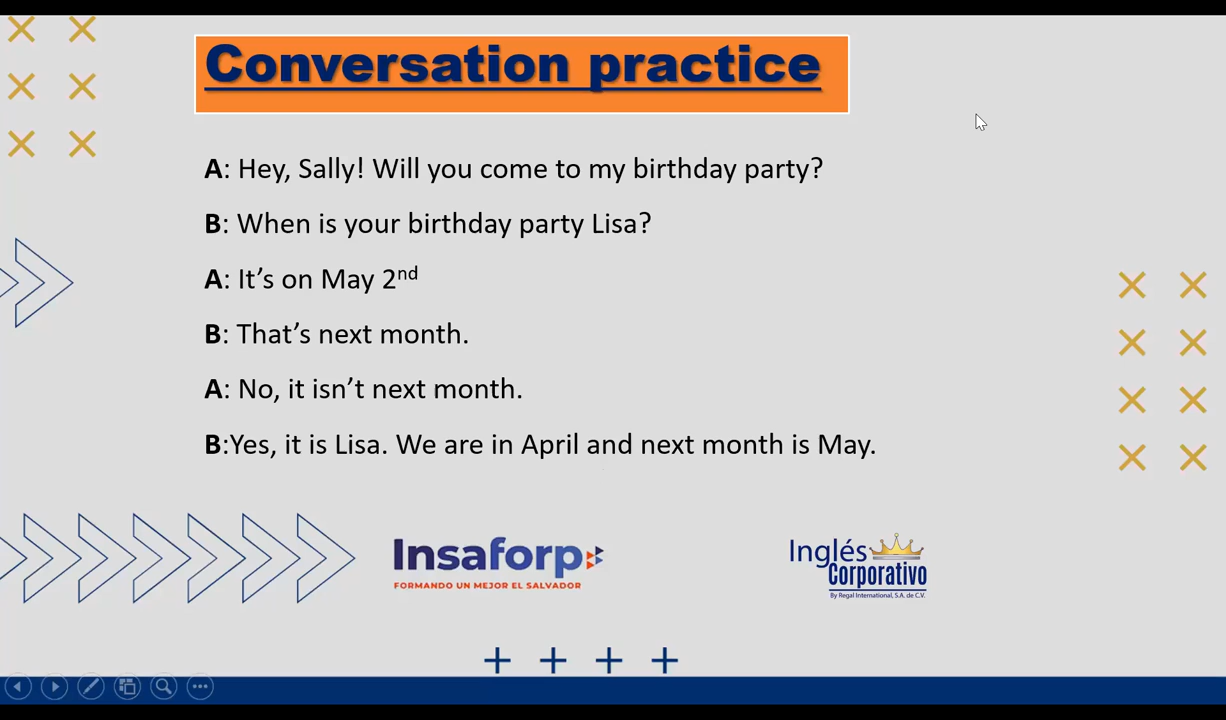 Conversation practice
A: Hey, Sally! Will you come to my birthday party?
B: When is your birthday party Lisa?
A: It’s on May 2nd
B: That’s next month.
A: No, it isn’t next month.
B:Yes, it is Lisa. We are in April and next month is May.
Insaforp
FORMANDO UN MEJOR EL SALVADOR
Inglés
Corporativo
By Regal International, S.A. de C.V.